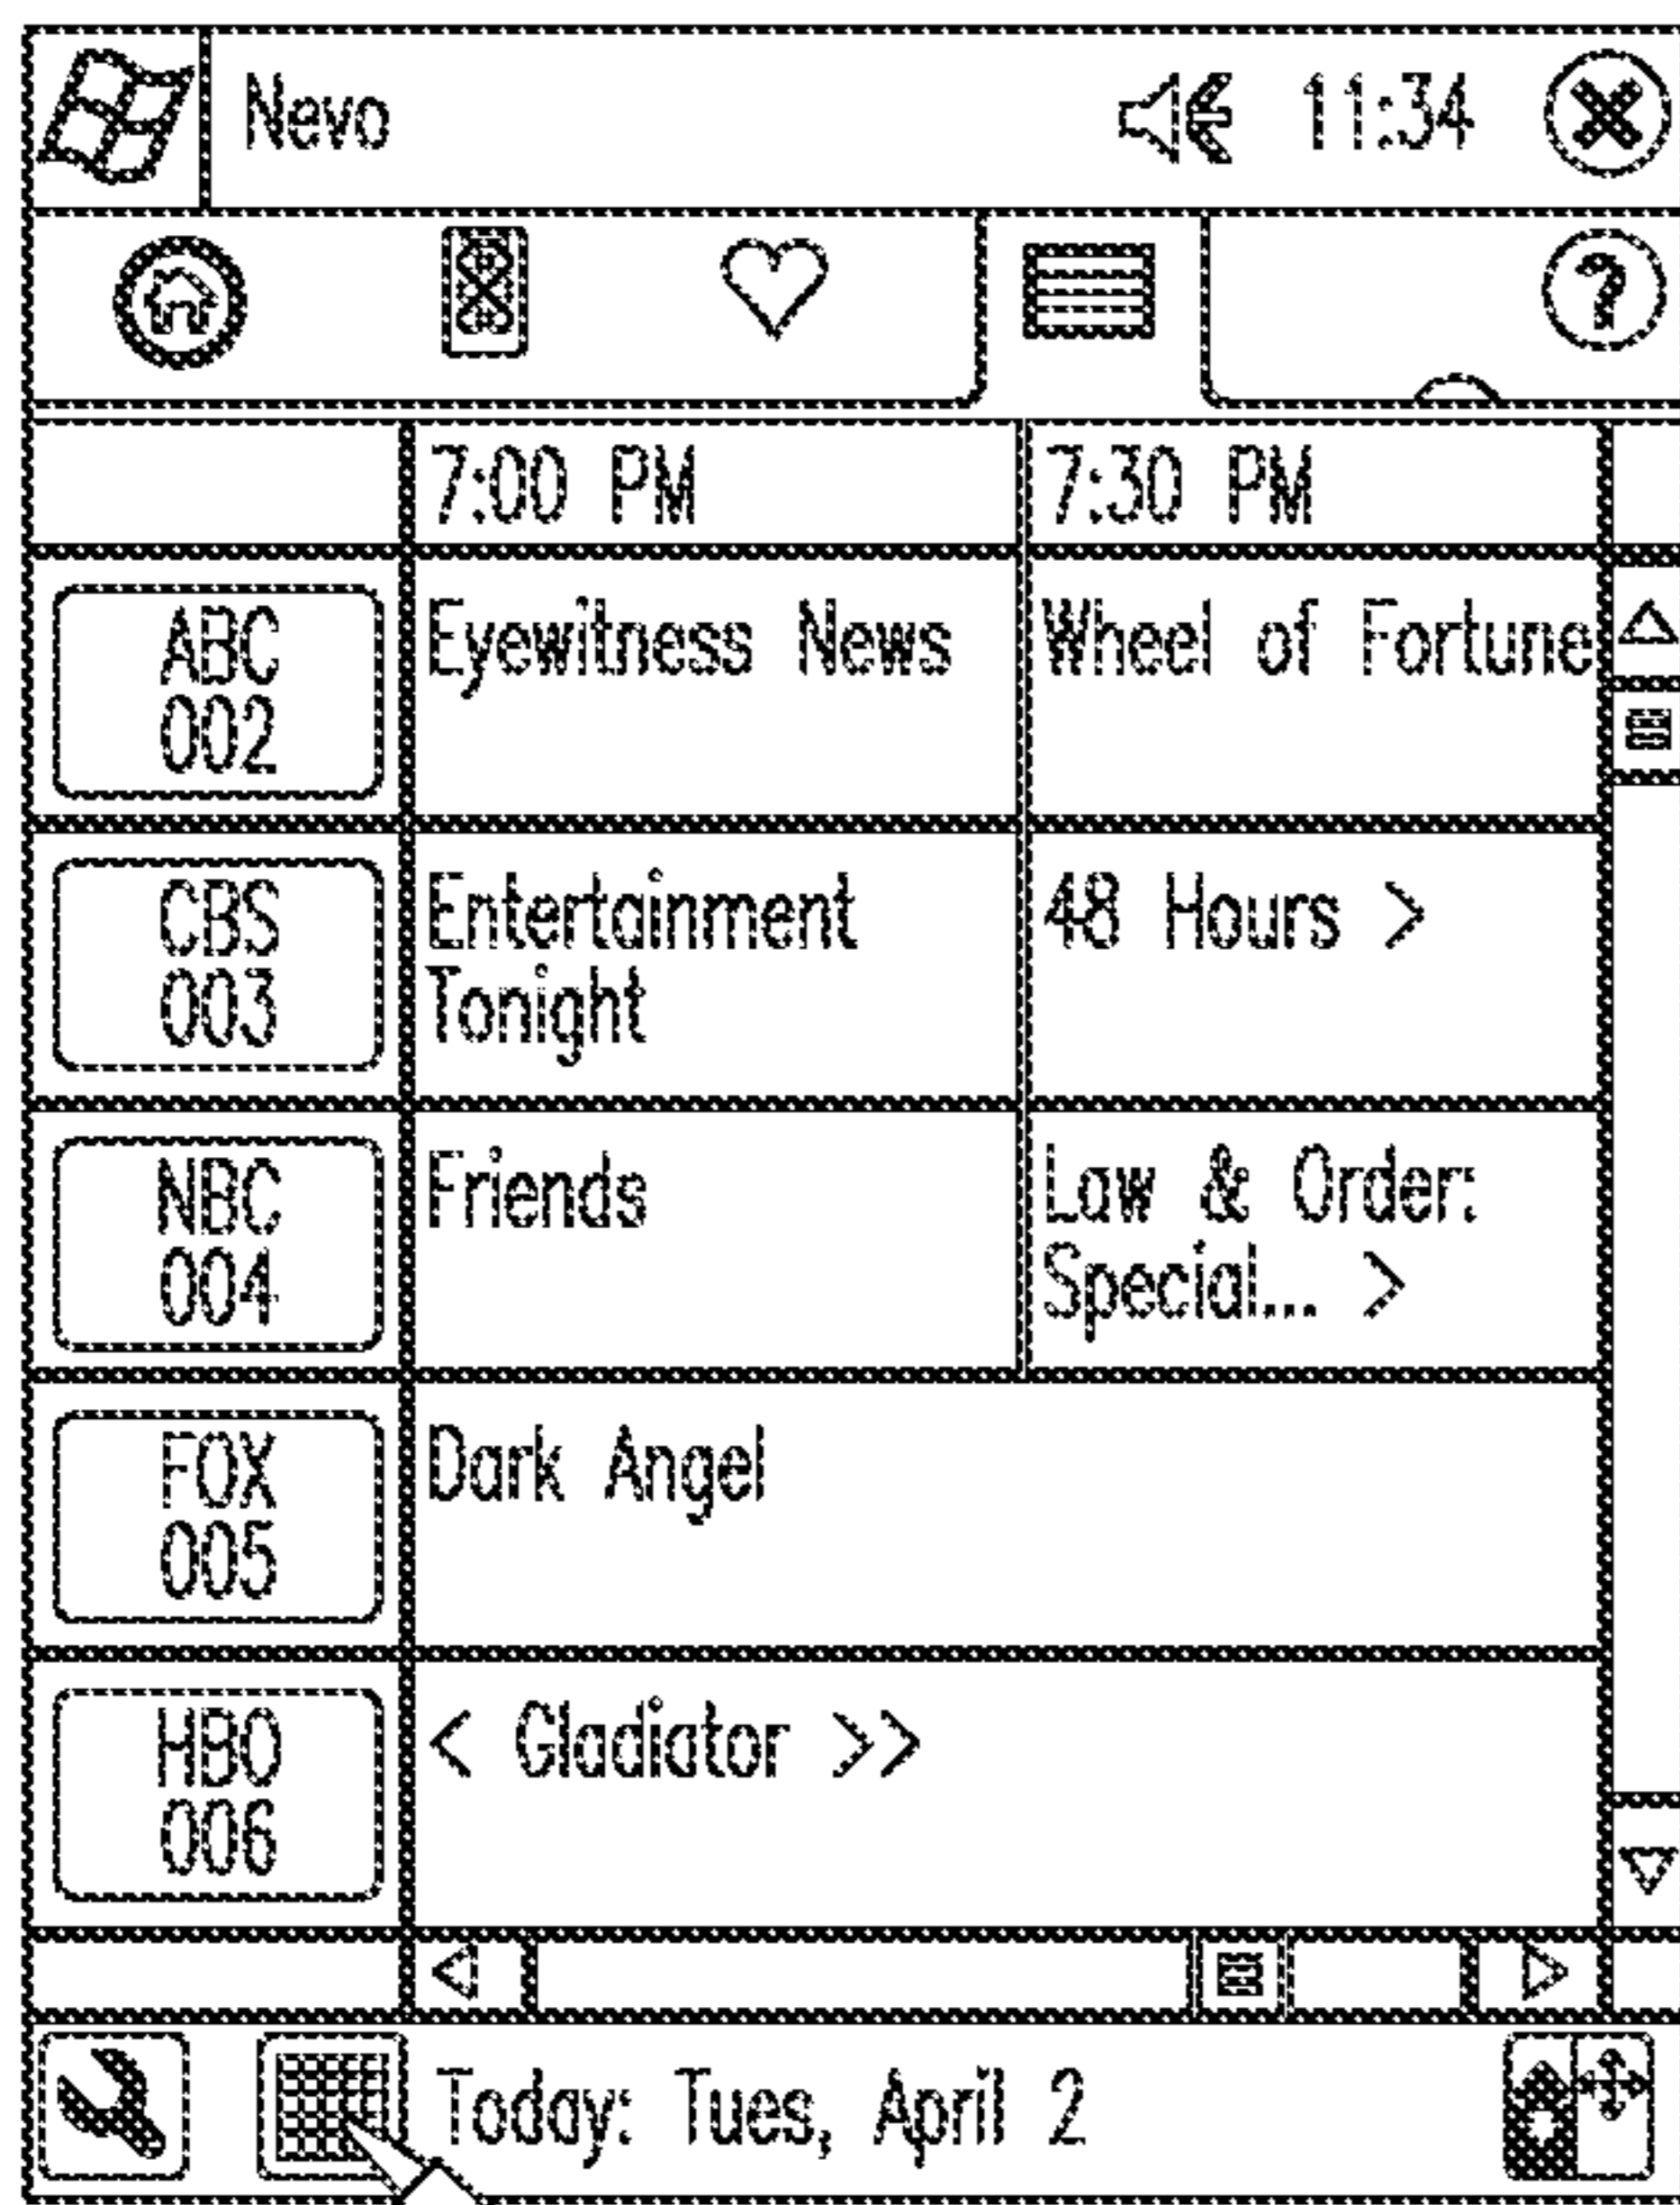 Nevo 11:34
7:00 PM 7:30 PM
ABC
002
Eyewitness News
Wheel of Fortune
CBS
003
Entertainment
Tonight
48 Hours >
NBC
004
Friends
Law & Order:
Special... >
FOX
005
Dark Angel
HBO
006
< Gladiator >>
Today: Tues, April 2